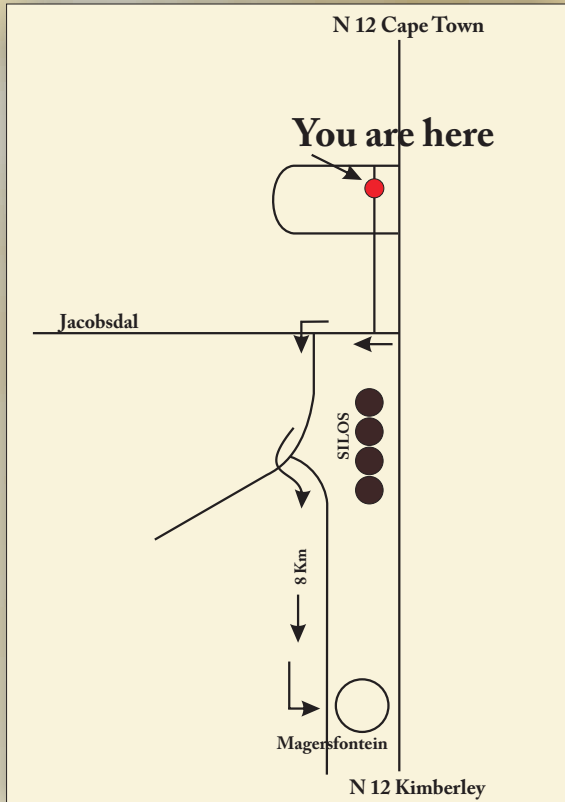 N 12 Cape Town
You are here
Jacobsdal
SILOS
8 Km
Magersfontein
N 12 Kimberley